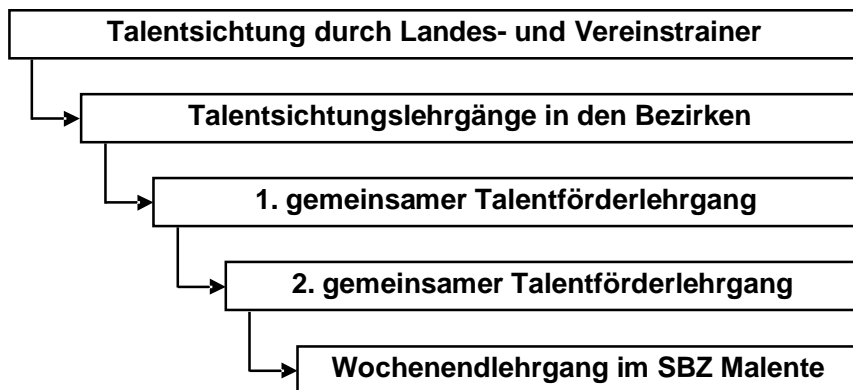 Talentsichtung durch Landes- und Vereinstrainer
Talentsichtungslehrgänge in den Bezirken
1. gemeinsamer Talentförderlehrgang
2. gemeinsamer Talentförderlehrgang
Wochenendlehrgang im SBZ Malente